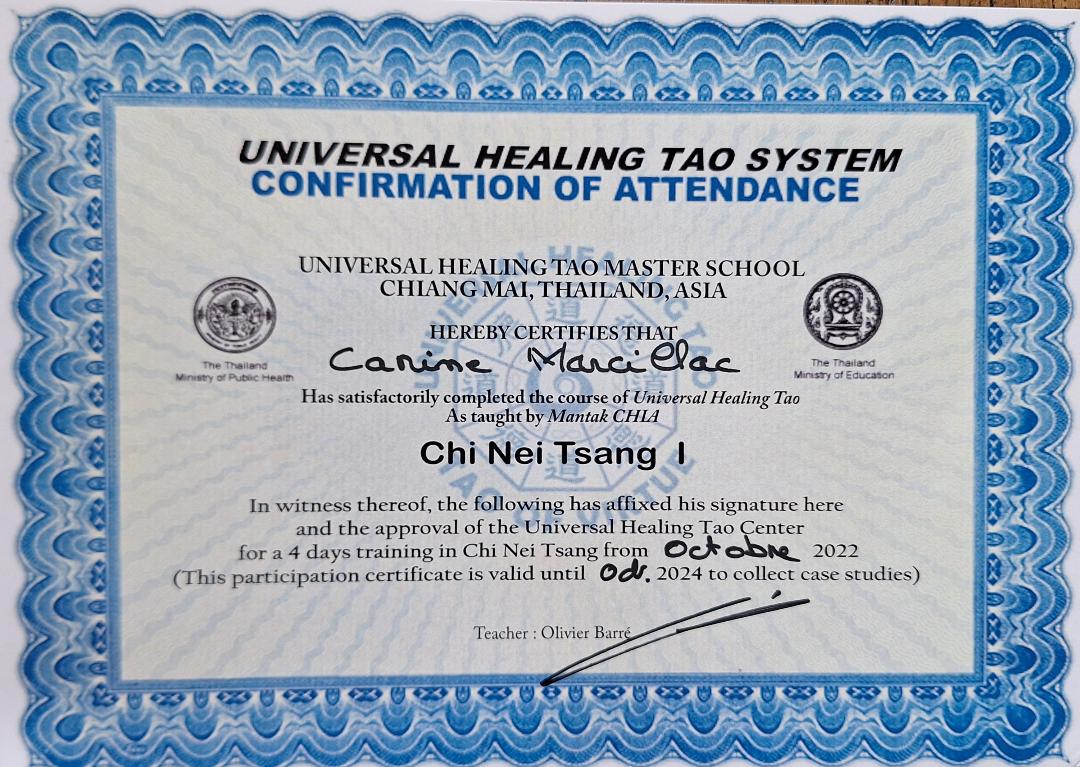 UNIVERSAL HEALING TAO SYSTEM
CONFIRMATION OF ATTENDANCE
UNIVERSAL HEALING TAO MASTER SCHOOL
CHIANG MAI, THAILAND, ASIA
HEREBY CERTIFIES THAT
Carine Marcillac
The Thailand
Ministry of Public Health
The Thailand
Ministry of Education
Has satisfactorily completed the course of Universal Healing Tao
As taught by Mantak CHIA
Chi Nei Tsang I
In witness thereof, the following has affixed his signature here
and the approval of the Universal Healing Tao Center
for a 4 days training in Chi Nei Tsang from Octobre 2022
(This participation certificate is valid until Oct. 2024 to collect case studies)
Teacher : Olivier Barré
UNIVERSAL HEALING TAO
道